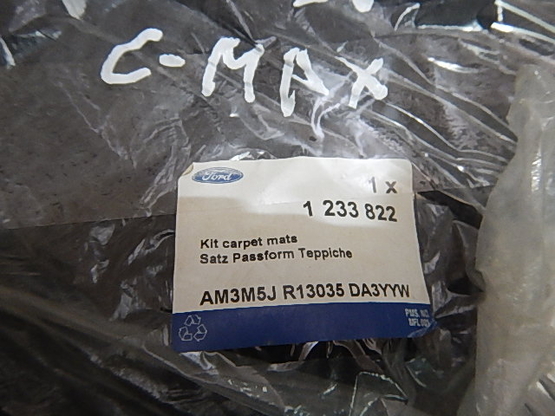 C-MAX
Ford
1 x
1 233 822
Kit carpet mats
Satz Passform Teppiche
AM3M5J R13035 DA3YYW